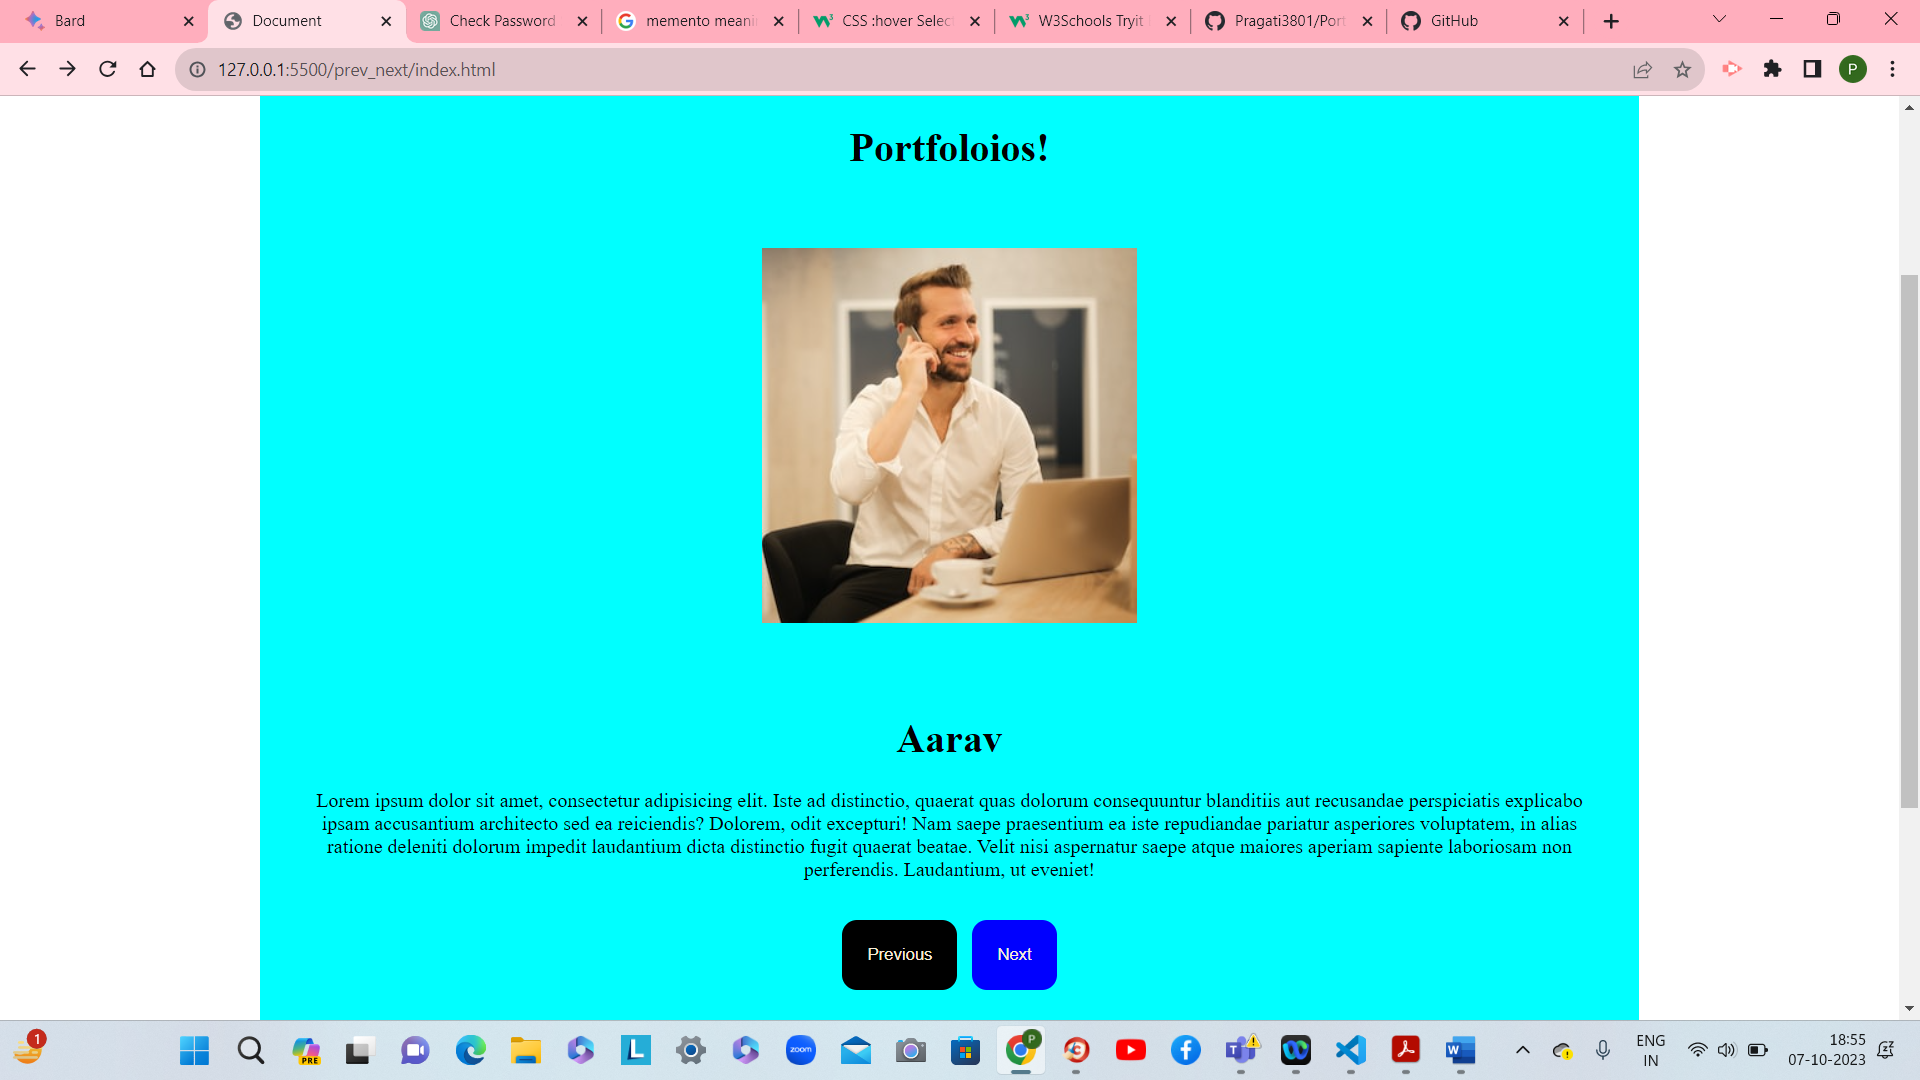 Bard
Document
Check Password
memento meani
CSS :hover Selec
W3Schools Tryit
Pragati3801/Port
GitHub
127.0.0.1:5500/prev_next/index.html
P
Portfoloios!
Aarav
Lorem ipsum dolor sit amet, consectetur adipisicing elit. Iste ad distinctio, quaerat quas dolorum consequuntur blanditiis aut recusandae perspiciatis explicabo
ipsam accusantium architecto sed ea reiciendis? Dolorem, odit excepturi! Nam saepe praesentium ea iste repudiandae pariatur asperiores voluptatem, in alias
ratione deleniti dolorum impedit laudantium dicta distinctio fugit quaerat beatae. Velit nisi aspernatur saepe atque maiores aperiam sapiente laboriosam non
perferendis. Laudantium, ut eveniet!
Previous
Next
1
PRE
L
zoom
P
T
W
ENG
IN
18:55
07-10-2023